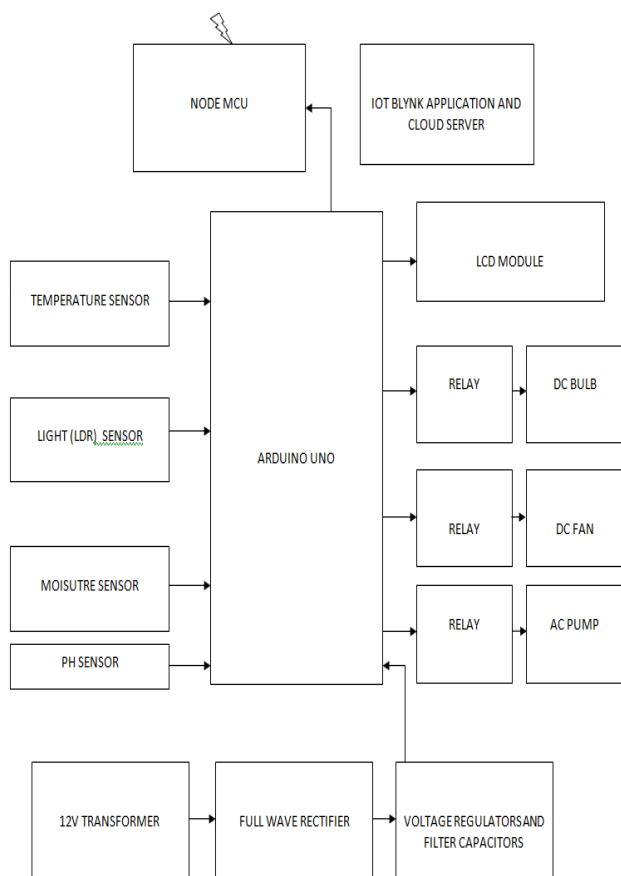 NODE MCU
IOT BLYNK APPLICATION AND
CLOUD SERVER
LCD MODULE
TEMPERATURE SENSOR
RELAY
DC BULB
LIGHT (LDR) SENSOR
ARDUINO UNO
RELAY
DC FAN
MOISUTRE SENSOR
RELAY
AC PUMP
PH SENSOR
12V TRANSFORMER
FULL WAVE RECTIFIER
VOLTAGE REGULATORS AND
FILTER CAPACITORS